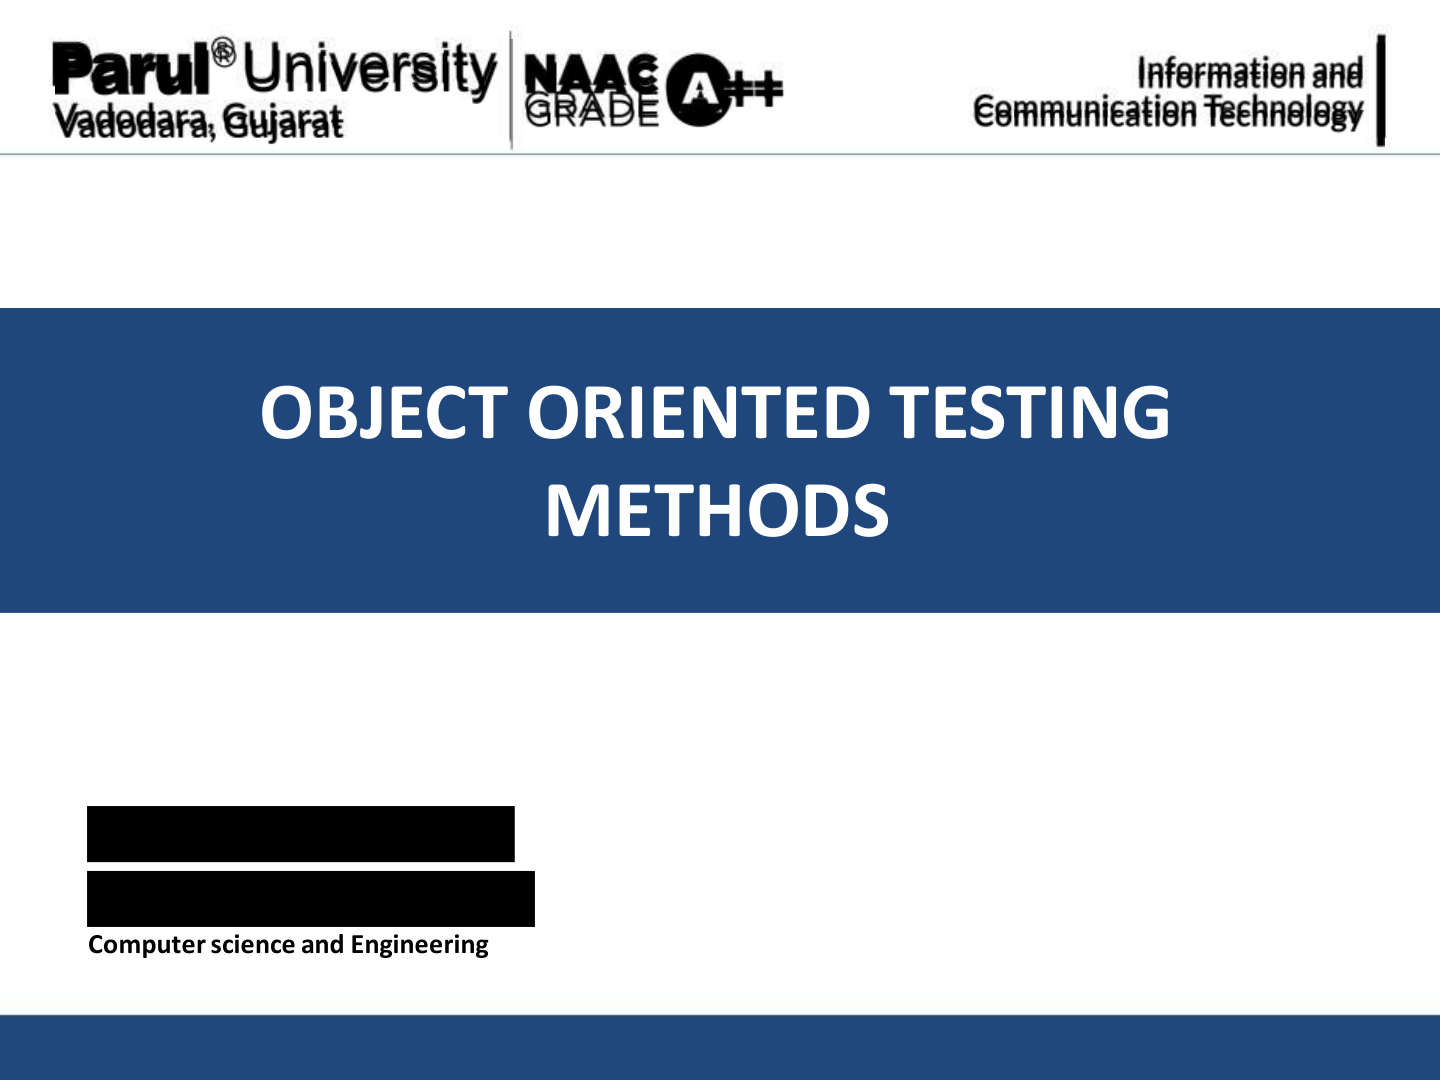 Parul® University
Vadodara, Gujarat
NAAC
GRADE
A++
Information and
Communication Technology
OBJECT ORIENTED TESTING
METHODS
Computer science and Engineering